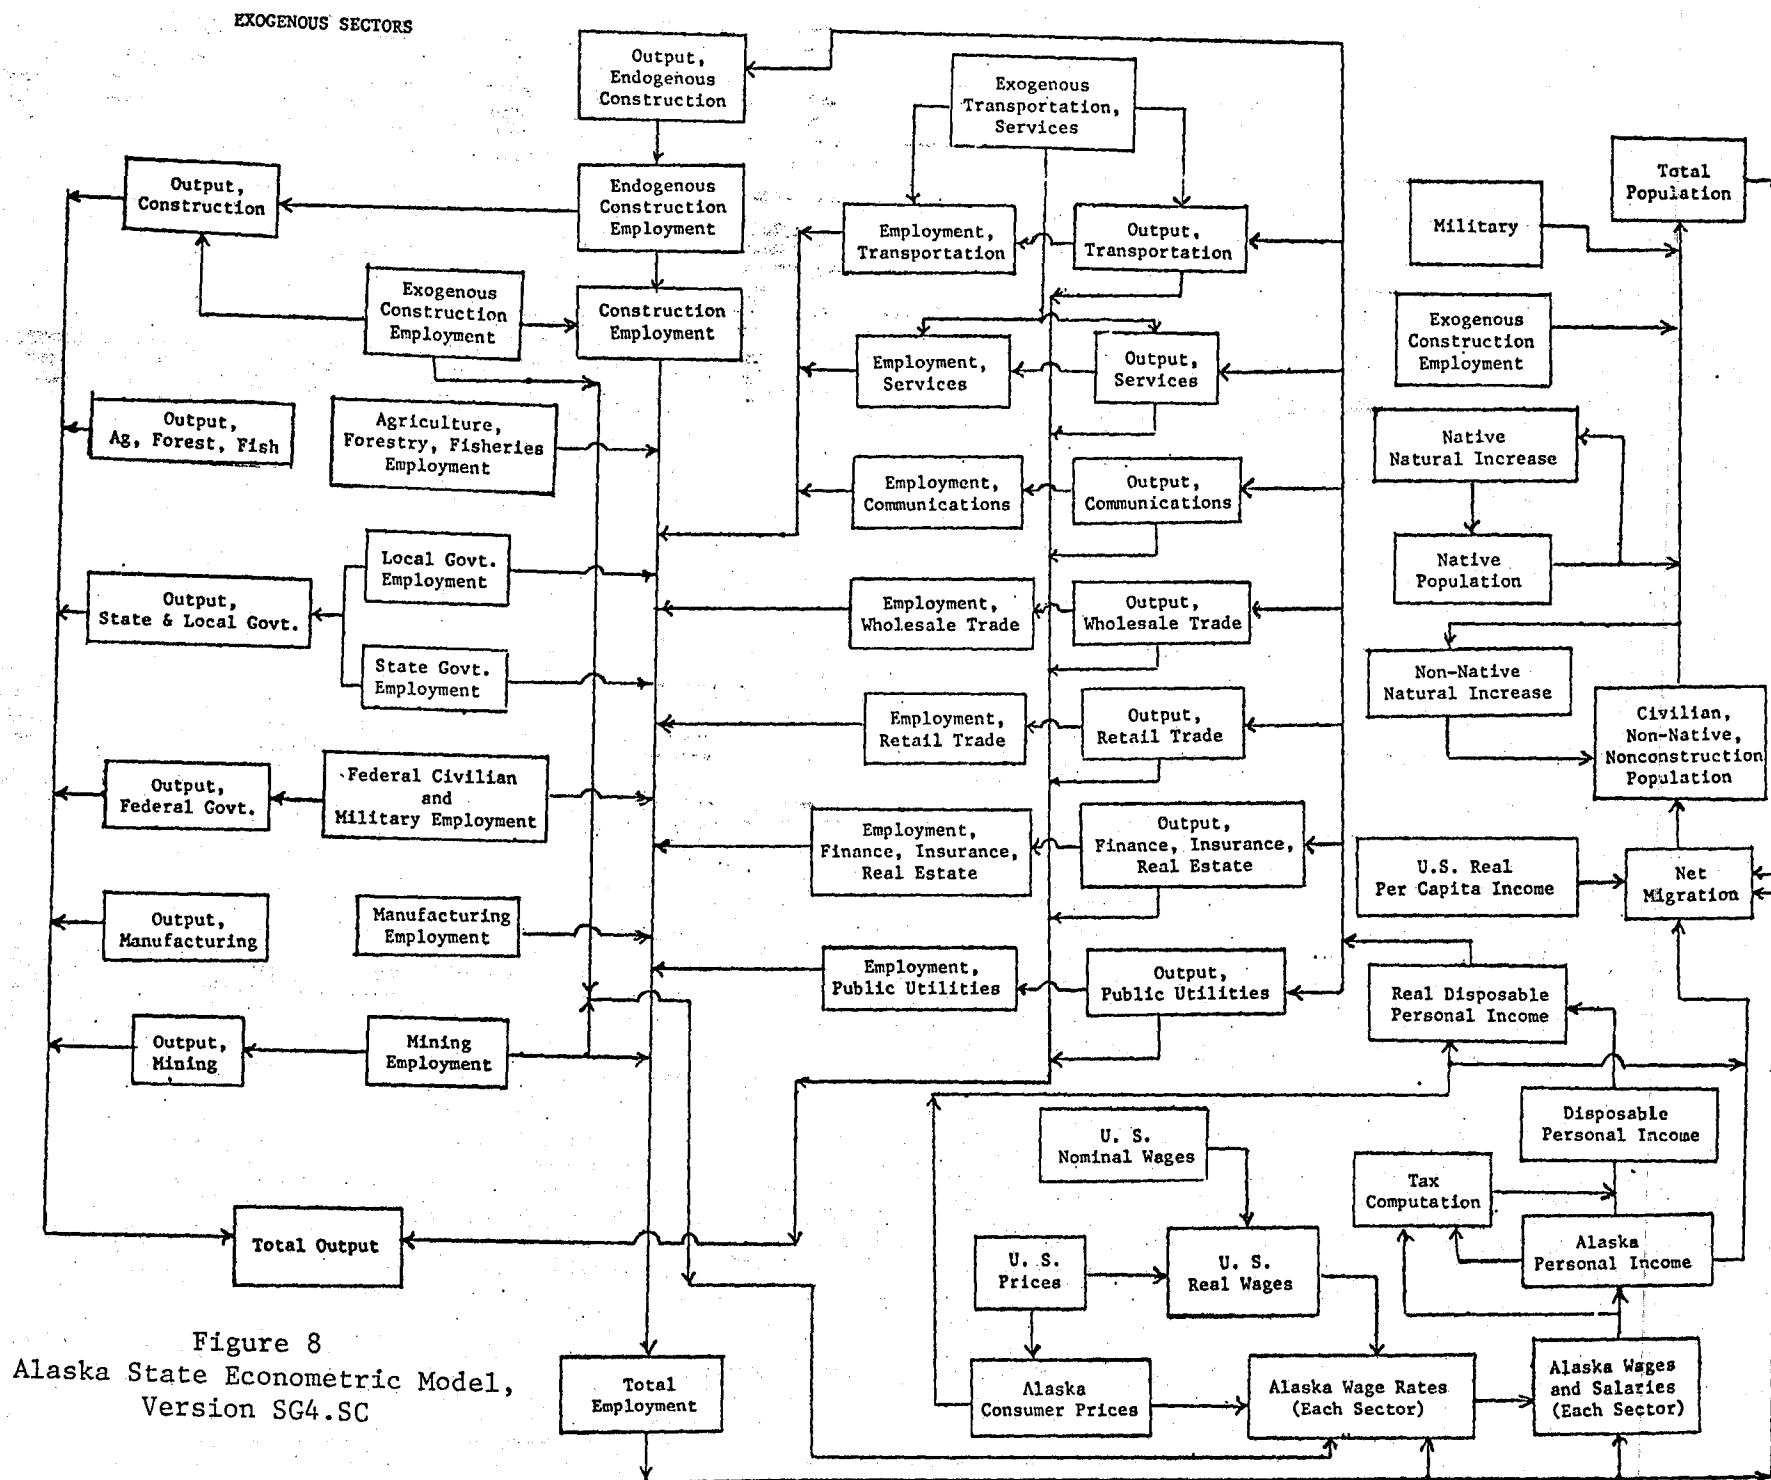 EXOGENOUS SECTORS
Output,
Endogenous
Construction
Exogenous
Transportation,
Services
Total
Population
Output,
Construction
Endogenous
Construction
Employment
Employment,
Transportation
Output,
Transportation
Military
Exogenous
Construction
Employment
Construction
Employment
Employment,
Services
Output,
Services
Exogenous
Construction
Employment
Output,
Ag, Forest, Fish
Agriculture,
Forestry, Fisheries
Employment
Employment,
Communications
Output,
Communications
Native
Natural Increase
Native
Population
Local Govt.
Employment
Output,
State & Local Govt.
State Govt.
Employment
Employment,
Wholesale Trade
Output,
Wholesale Trade
Non-Native
Natural Increase
Employment,
Retail Trade
Output,
Retail Trade
Civilian,
Non-Native,
Nonconstruction
Population
Output,
Federal Govt.
Federal Civilian
and
Military Employment
Employment,
Finance, Insurance,
Real Estate
Output,
Finance, Insurance,
Real Estate
U.S. Real
Per Capita Income
Net
Migration
Output,
Manufacturing
Manufacturing
Employment
Employment,
Public Utilities
Output,
Public Utilities
Real Disposable
Personal Income
Output,
Mining
Mining
Employment
U. S.
Nominal Wages
Disposable
Personal Income
Tax
Computation
Total Output
U. S.
Prices
U. S.
Real Wages
Alaska
Personal Income
Figure 8
Alaska State Econometric Model,
Version SG4.SC
Total
Employment
Alaska
Consumer Prices
Alaska Wage Rates
(Each Sector)
Alaska Wages
and Salaries
(Each Sector)